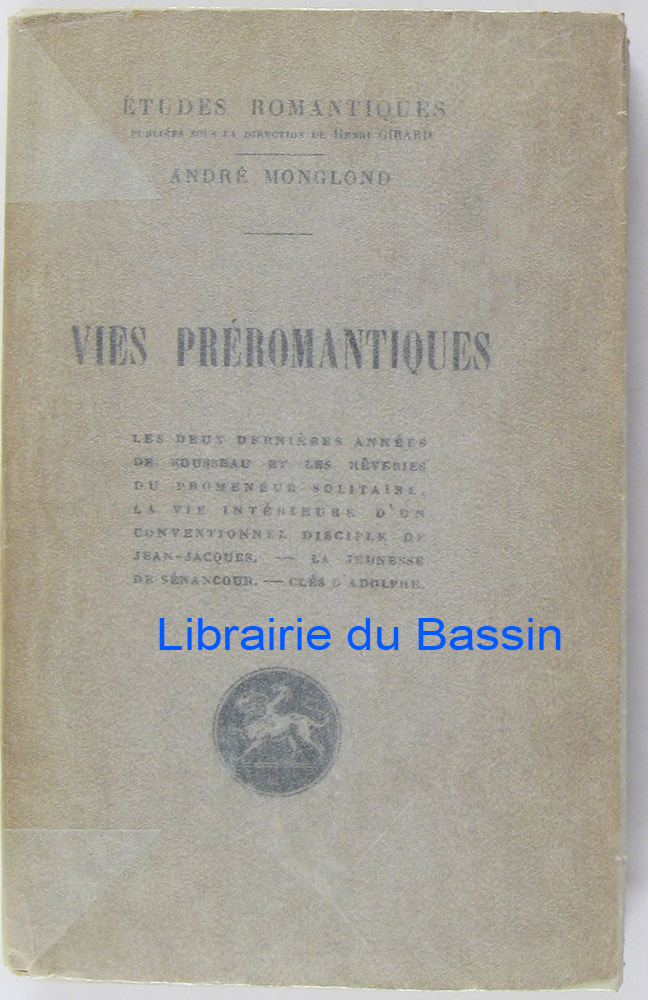 ÉTUDES ROMANTIQUES
PUBLIÉES SOUS LA DIRECTION DE HENRI GIRARD
ANDRÉ MONGLOND
VIES PRÉROMANTIQUES
LES DEUX DERNIÈRES ANNÉES
DE ROUSSEAU ET LES RÊVERIES
DU PROMENEUR SOLITAIRE.
LA VIE INTÉRIEURE D'UN
CONVENTIONNEL DISCIPLE DE
JEAN-JACQUES. — LA JEUNESSE
DE SÉNANCOUR. — CLÉS D'ADOLPHE.
Librairie du Bassin